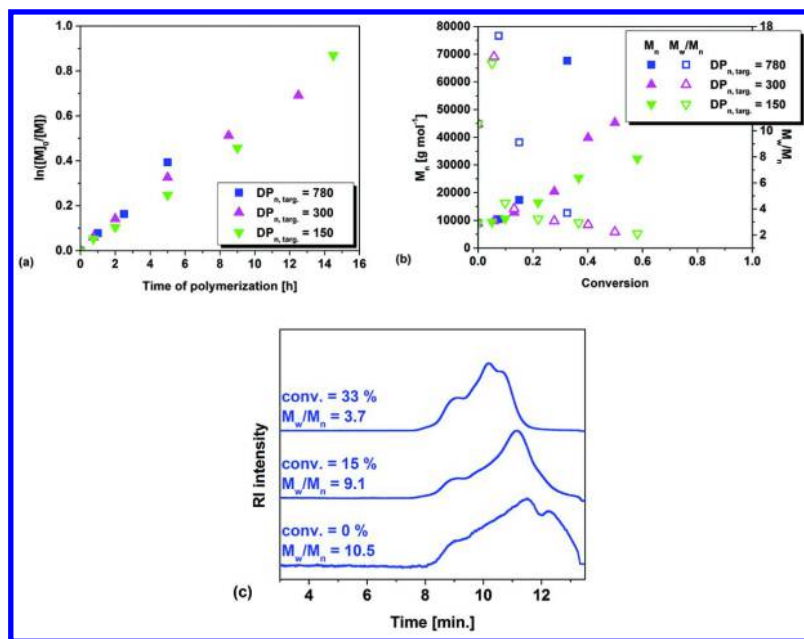 1.0
0.8
0.6
0.4
0.2
0.0
ln([M]0/[M])
DPn, targ. = 780
DPn, targ. = 300
DPn, targ. = 150
0 2 4 6 8 10 12 14 16
(a)
Time of polymerization [h]
80000
70000
60000
50000
40000
30000
20000
10000
0
Mn [g mol-1]
Mn Mw/Mn
DPn, targ. = 780
DPn, targ. = 300
DPn, targ. = 150
18
10
8
6
4
2
Mw/Mn
0.0 0.2 0.4 0.6 0.8 1.0
(b)
Conversion
RI intensity
conv. = 33 %
Mw/Mn = 3.7
conv. = 15 %
Mw/Mn = 9.1
conv. = 0 %
Mw/Mn = 10.5
4 6 8 10 12
(c)
Time [min.]